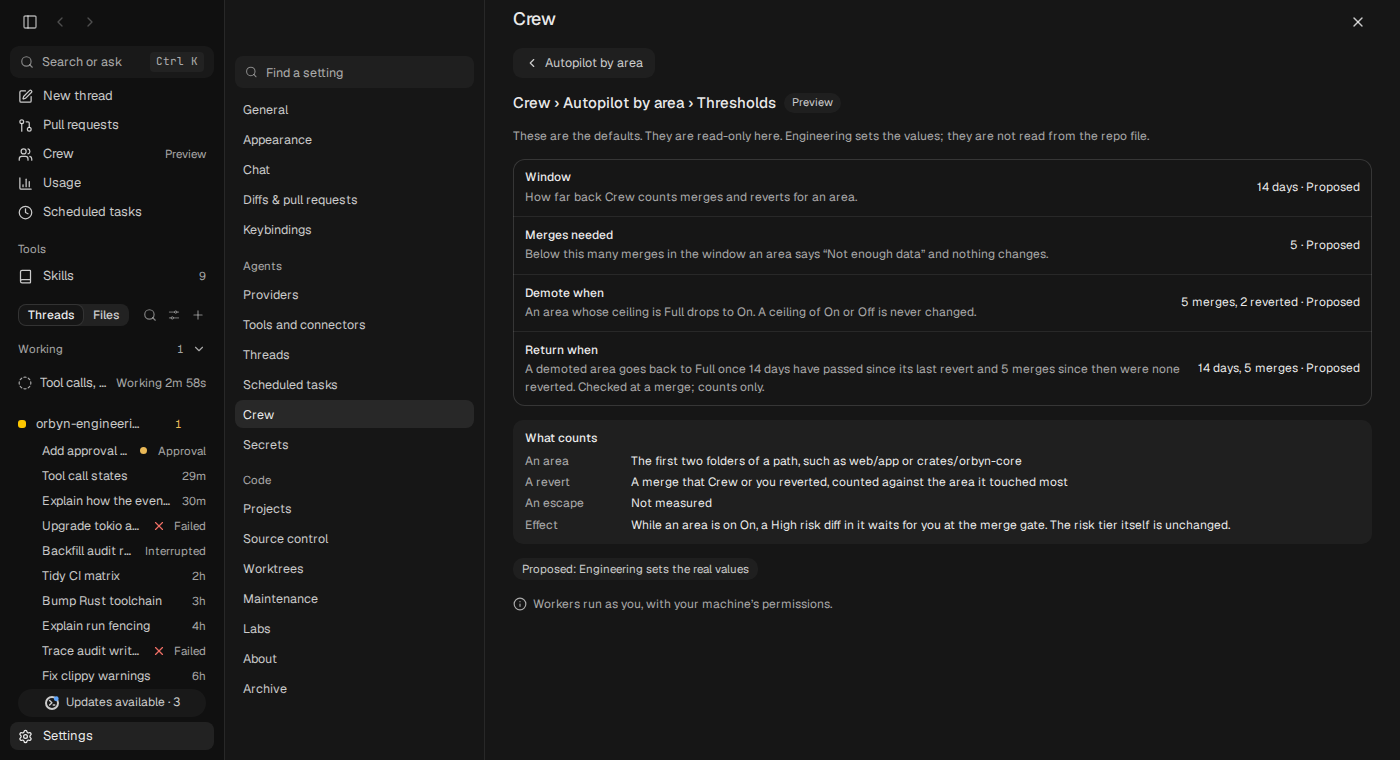 Search or ask
Ctrl K
New thread
Pull requests
Crew
Preview
Usage
Scheduled tasks
Tools
Skills
9
Threads
Files
Working
1
Tool calls, …
Working 2m 58s
orbyn-engineeri…
1
Add approval …
Approval
Tool call states
29m
Explain how the even…
30m
Upgrade tokio a…
Failed
Backfill audit r…
Interrupted
Tidy CI matrix
2h
Bump Rust toolchain
3h
Explain run fencing
4h
Trace audit writ…
Failed
Fix clippy warnings
6h
Updates available · 3
Settings
Find a setting
General
Appearance
Chat
Diffs & pull requests
Keybindings
Agents
Providers
Tools and connectors
Threads
Scheduled tasks
Crew
Secrets
Code
Projects
Source control
Worktrees
Maintenance
Labs
About
Archive
Crew
Autopilot by area
Crew › Autopilot by area › Thresholds
Preview
These are the defaults. They are read-only here. Engineering sets the values; they are not read from the repo file.
Window
How far back Crew counts merges and reverts for an area.
14 days · Proposed
Merges needed
Below this many merges in the window an area says “Not enough data” and nothing changes.
5 · Proposed
Demote when
An area whose ceiling is Full drops to On. A ceiling of On or Off is never changed.
5 merges, 2 reverted · Proposed
Return when
A demoted area goes back to Full once 14 days have passed since its last revert and 5 merges since then were none
reverted. Checked at a merge; counts only.
14 days, 5 merges · Proposed
What counts
An area
The first two folders of a path, such as web/app or crates/orbyn-core
A revert
A merge that Crew or you reverted, counted against the area it touched most
An escape
Not measured
Effect
While an area is on On, a High risk diff in it waits for you at the merge gate. The risk tier itself is unchanged.
Proposed: Engineering sets the real values
Workers run as you, with your machine's permissions.